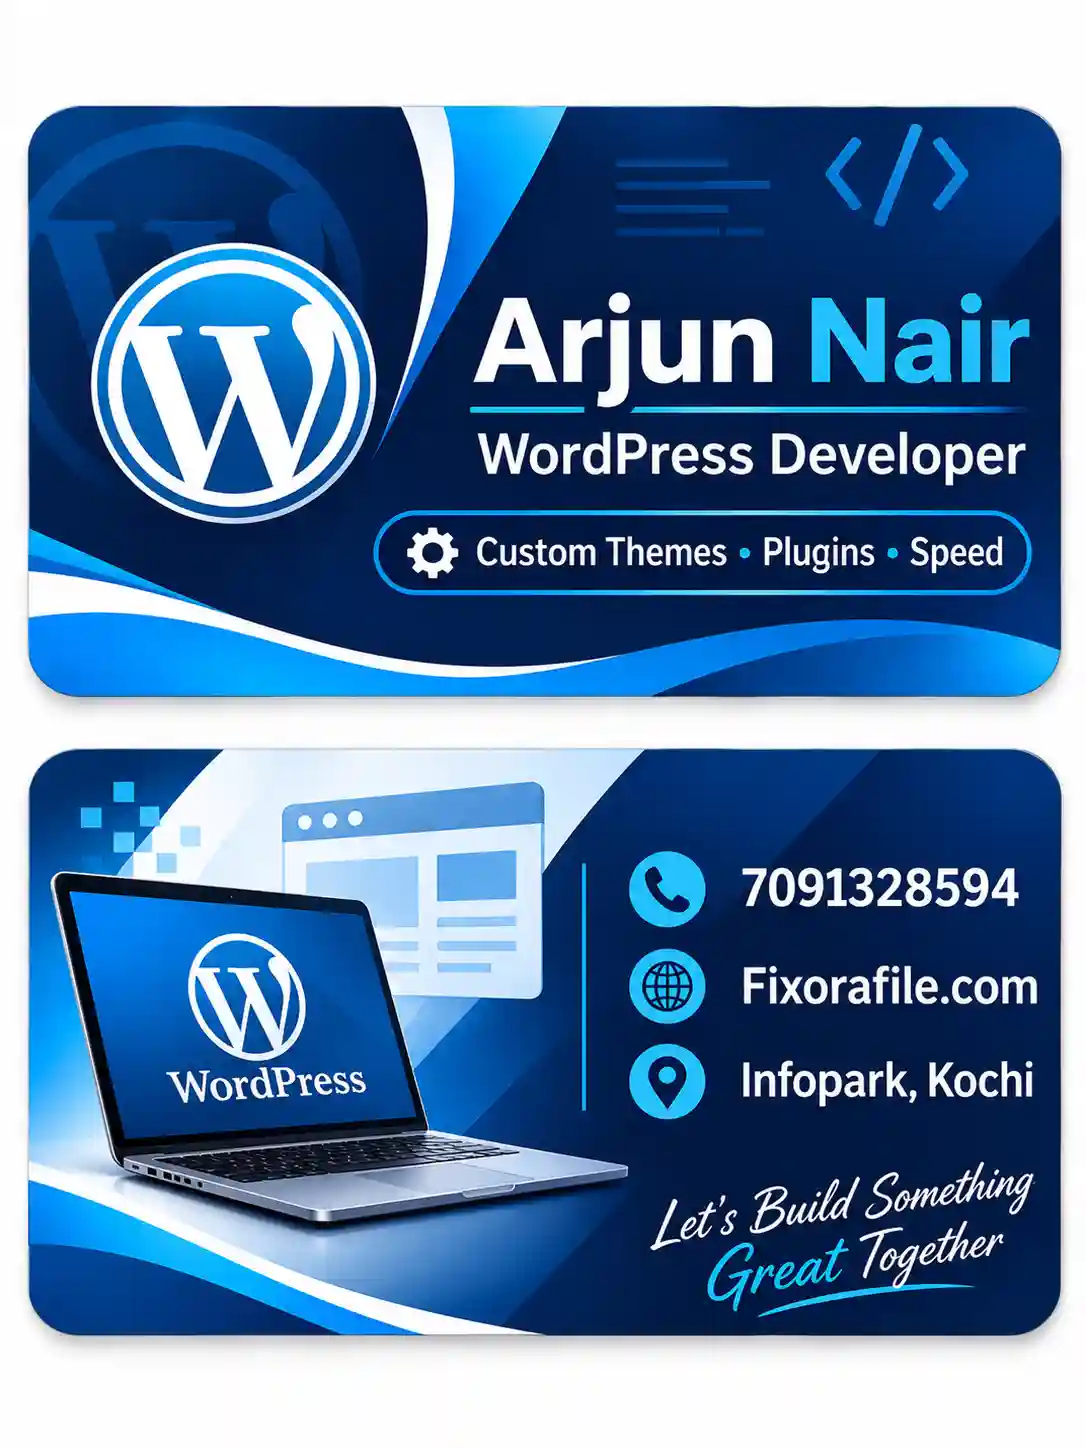 Arjun Nair
WordPress Developer
Custom Themes • Plugins • Speed
WordPress
7091328594
Fixorafile.com
Infopark, Kochi
Let's Build Something
Great Together